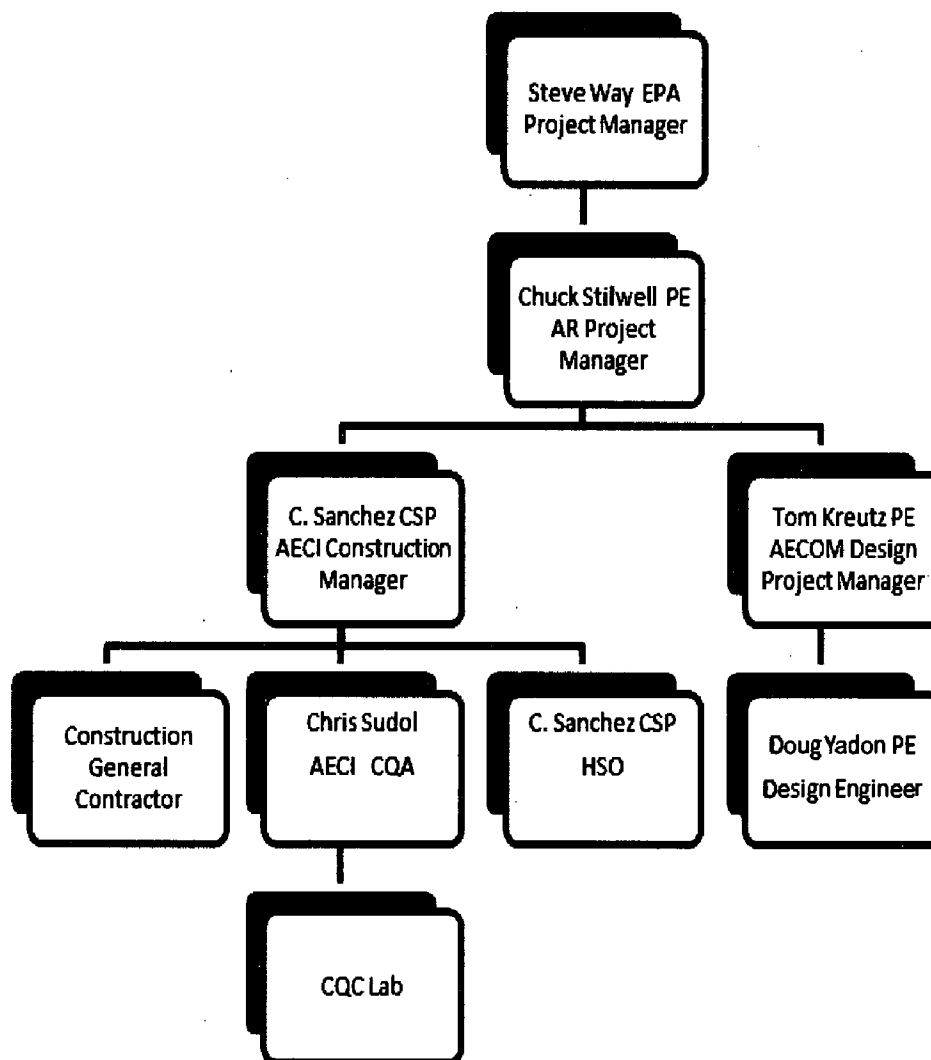 Steve Way EPA
Project Manager
Chuck Stilwell PE
AR Project
Manager
C. Sanchez CSP
AECI Construction
Manager
Tom Kreutz PE
AECOM Design
Project Manager
Construction
General
Contractor
Chris Sudol
AECI CQA
C. Sanchez CSP
HSO
Doug Yadon PE
Design Engineer
CQC Lab